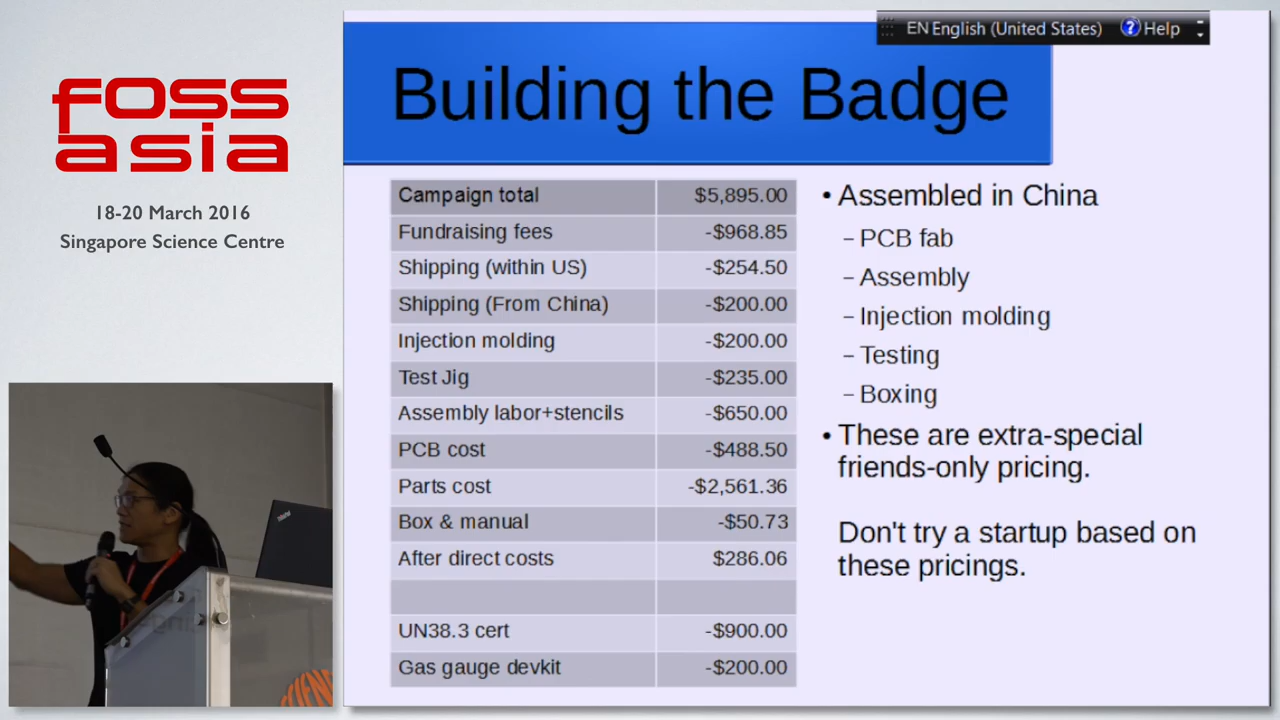 foss
asia
18-20 March 2016
Singapore Science Centre
EN English (United States) ? Help
Building the Badge
Campaign total $5,895.00
Fundraising fees -$968.85
Shipping (within US) -$254.50
Shipping (From China) -$200.00
Injection molding -$200.00
Test Jig -$235.00
Assembly labor+stencils -$650.00
PCB cost -$488.50
Parts cost -$2,561.36
Box & manual -$50.73
After direct costs $286.06
UN38.3 cert -$900.00
Gas gauge devkit -$200.00
• Assembled in China
– PCB fab
– Assembly
– Injection molding
– Testing
– Boxing
• These are extra-special
friends-only pricing.
Don't try a startup based on
these pricings.